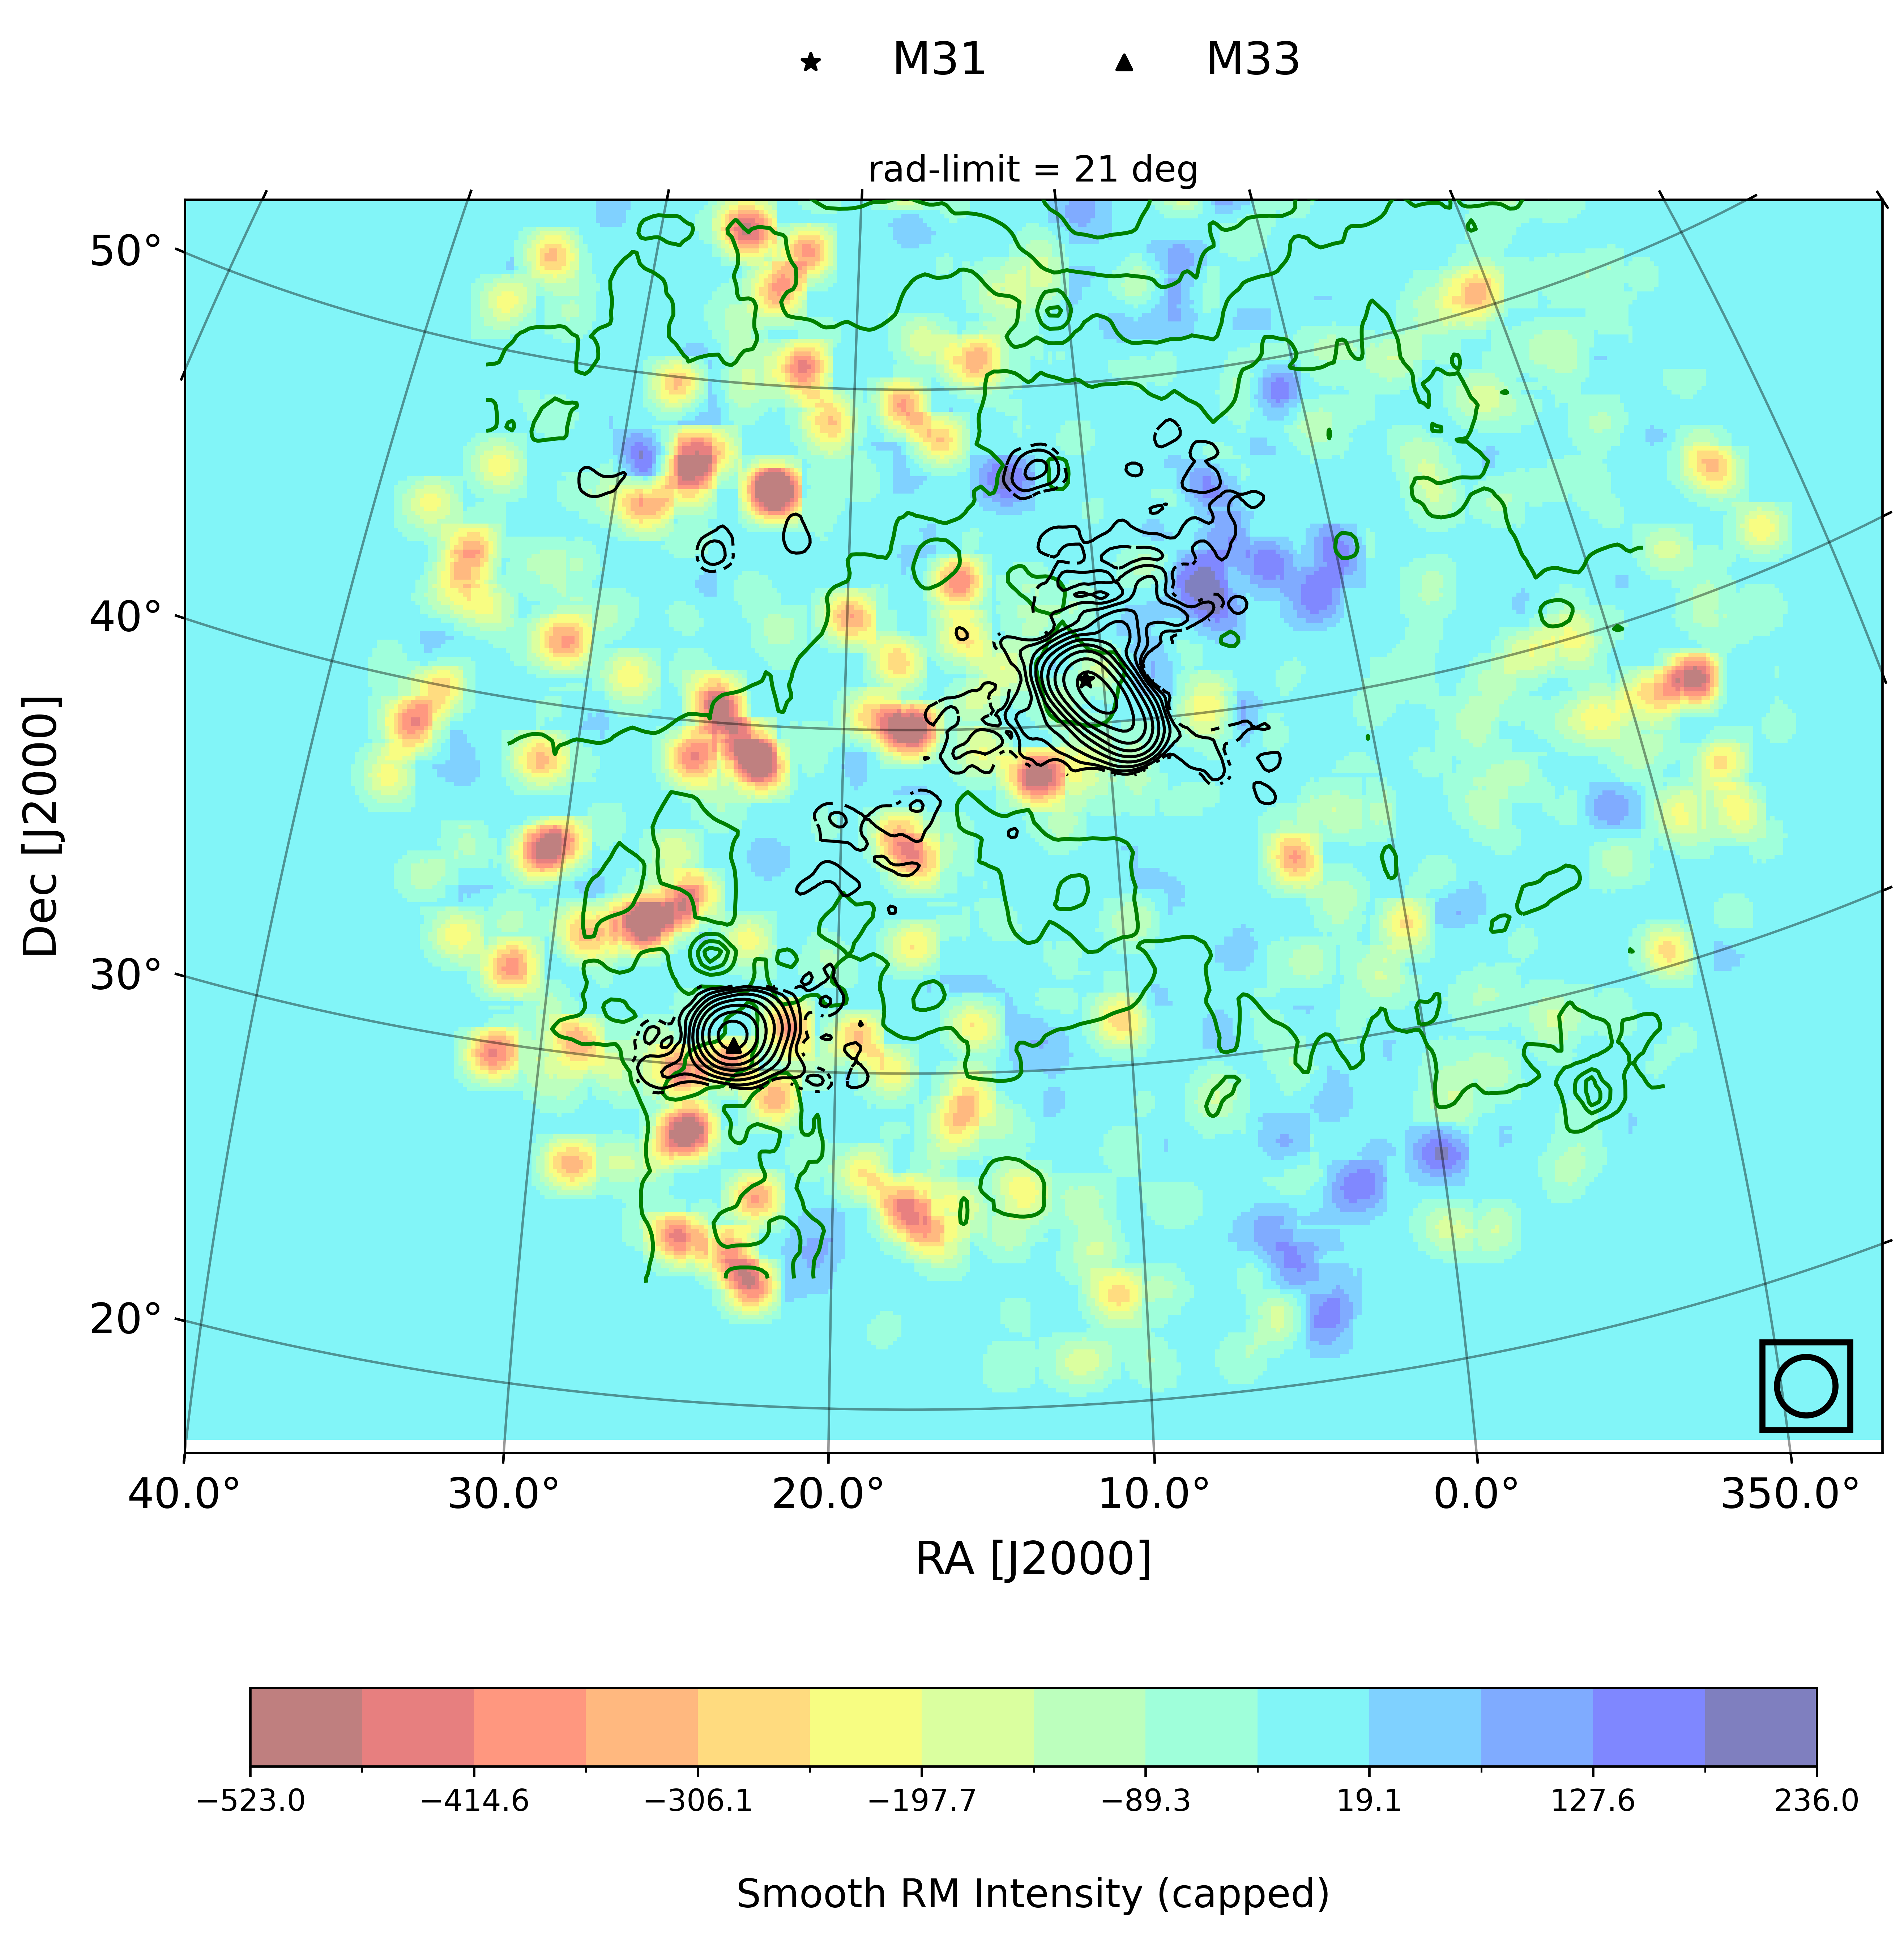 M31 M33
rad-limit = 21 deg
50°
40°
30°
20°
Dec [J2000]
40.0° 30.0° 20.0° 10.0° 0.0° 350.0°
RA [J2000]
−523.0 −414.6 −306.1 −197.7 −89.3 19.1 127.6 236.0
Smooth RM Intensity (capped)